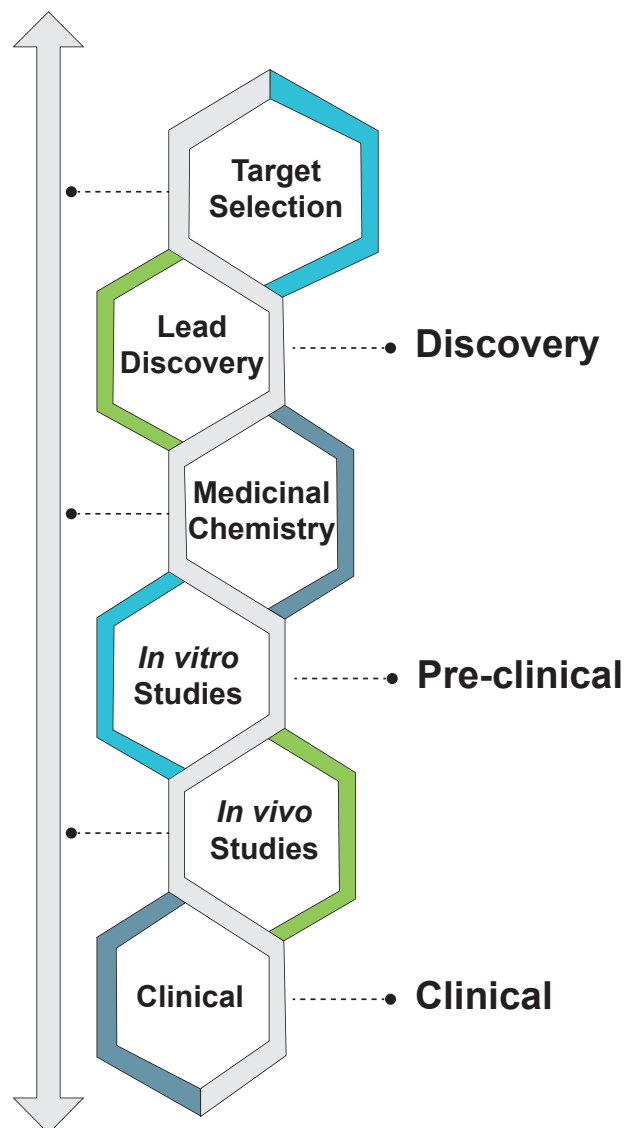 Target
Selection
Lead
Discovery
Discovery
Medicinal
Chemistry
In vitro
Studies
Pre-clinical
In vivo
Studies
Clinical
Clinical